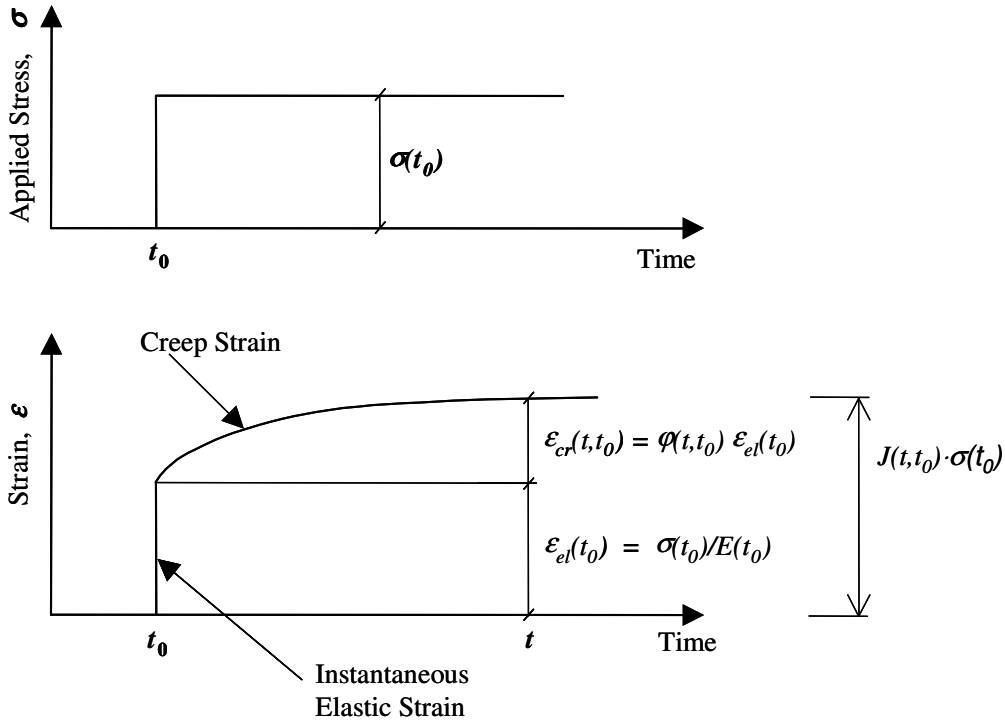 Applied Stress, σ
σ(t₀)
t₀
Time
Creep Strain
Strain, ε
εcr(t,t₀) = φ(t,t₀) εel(t₀)
J(t,t₀)·σ(t₀)
εel(t₀) = σ(t₀)/E(t₀)
t₀
t
Time
Instantaneous
Elastic Strain